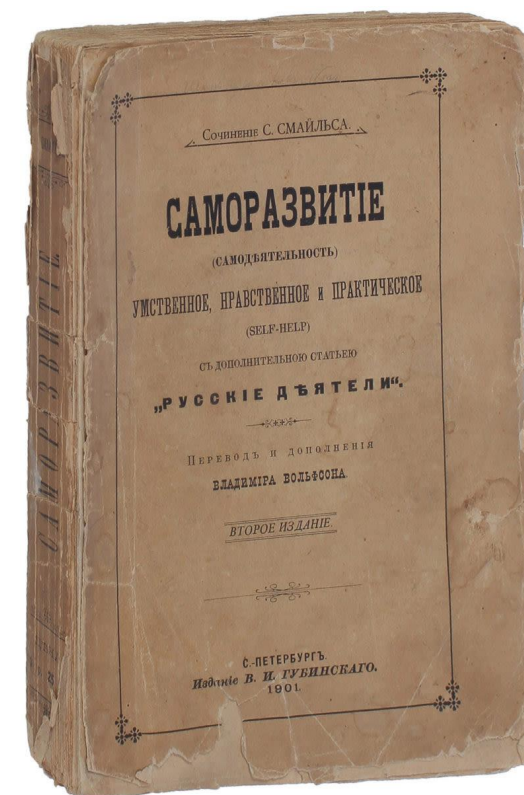 Сочиненіе С. СМАЙЛЬСА.
САМОРАЗВИТІЕ
(САМОДѢЯТЕЛЬНОСТЬ)
УМСТВЕННОЕ, НРАВСТВЕННОЕ и ПРАКТИЧЕСКОЕ
(SELF-HELP)
СЪ ДОПОЛНИТЕЛЬНОЮ СТАТЬЕЮ
„РУССКІЕ ДѢЯТЕЛИ“.
Переводъ и дополненія
ВЛАДИМІРА ВОЛЬФСОНА.
ВТОРОЕ ИЗДАНІЕ.
С.-ПЕТЕРБУРГЪ.
Изданіе В. И. ГУБИНСКАГО.
1901.
САМОРАЗВИТІЕ